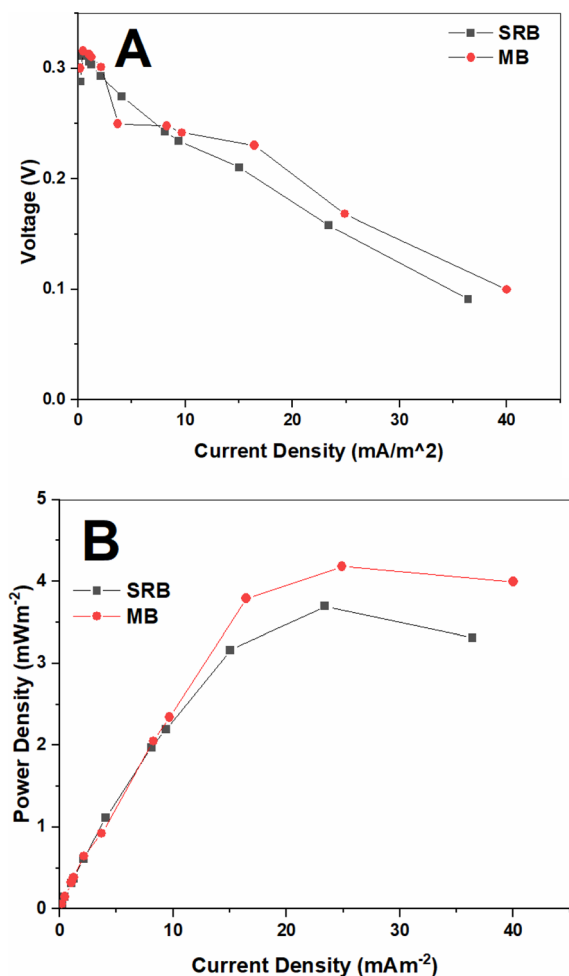 A
SRB
MB
0.3
0.2
0.1
0.0
Voltage (V)
0 10 20 30 40
Current Density (mA/m^2)
B
SRB
MB
5
4
3
2
1
0
Power Density (mWm⁻²)
0 10 20 30 40
Current Density (mAm⁻²)